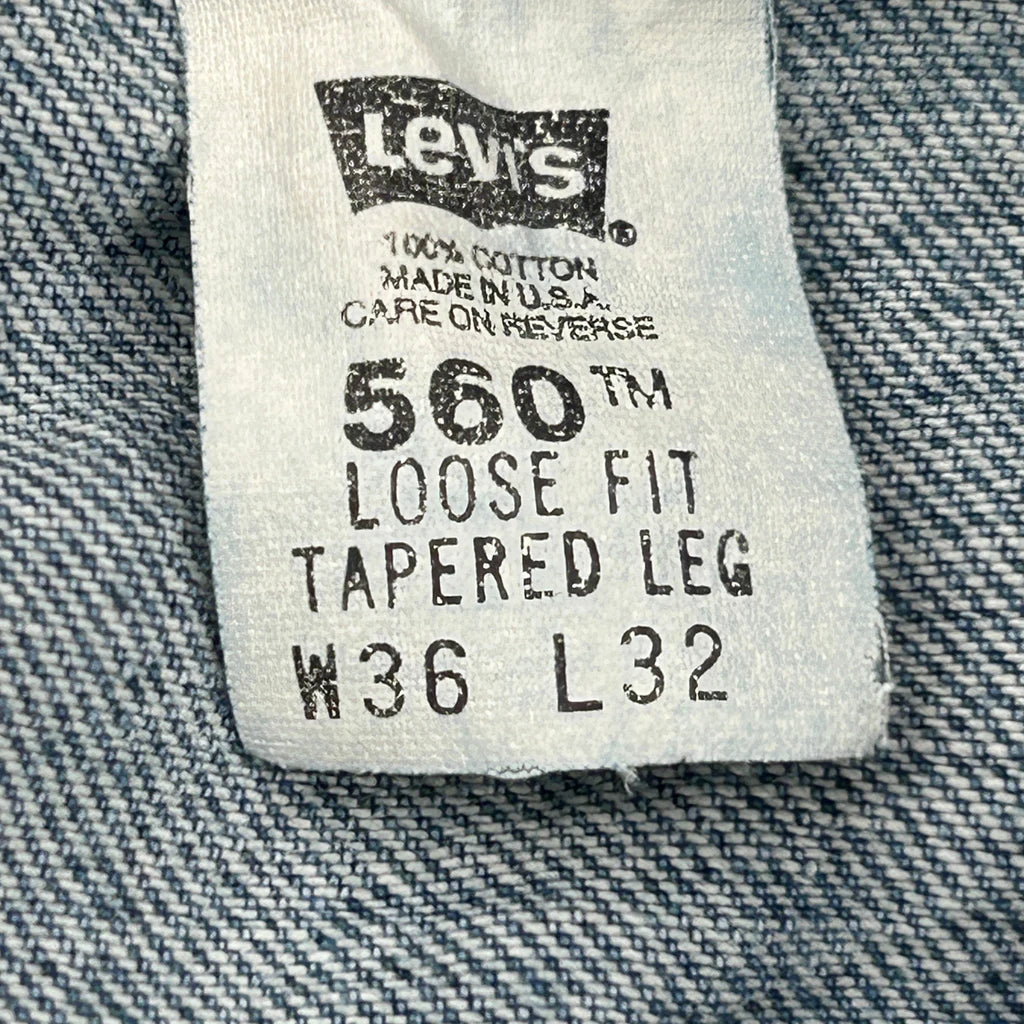 Levi's®
100% COTTON
MADE IN U.S.A.
CARE ON REVERSE
560™
LOOSE FIT
TAPERED LEG
W36 L32